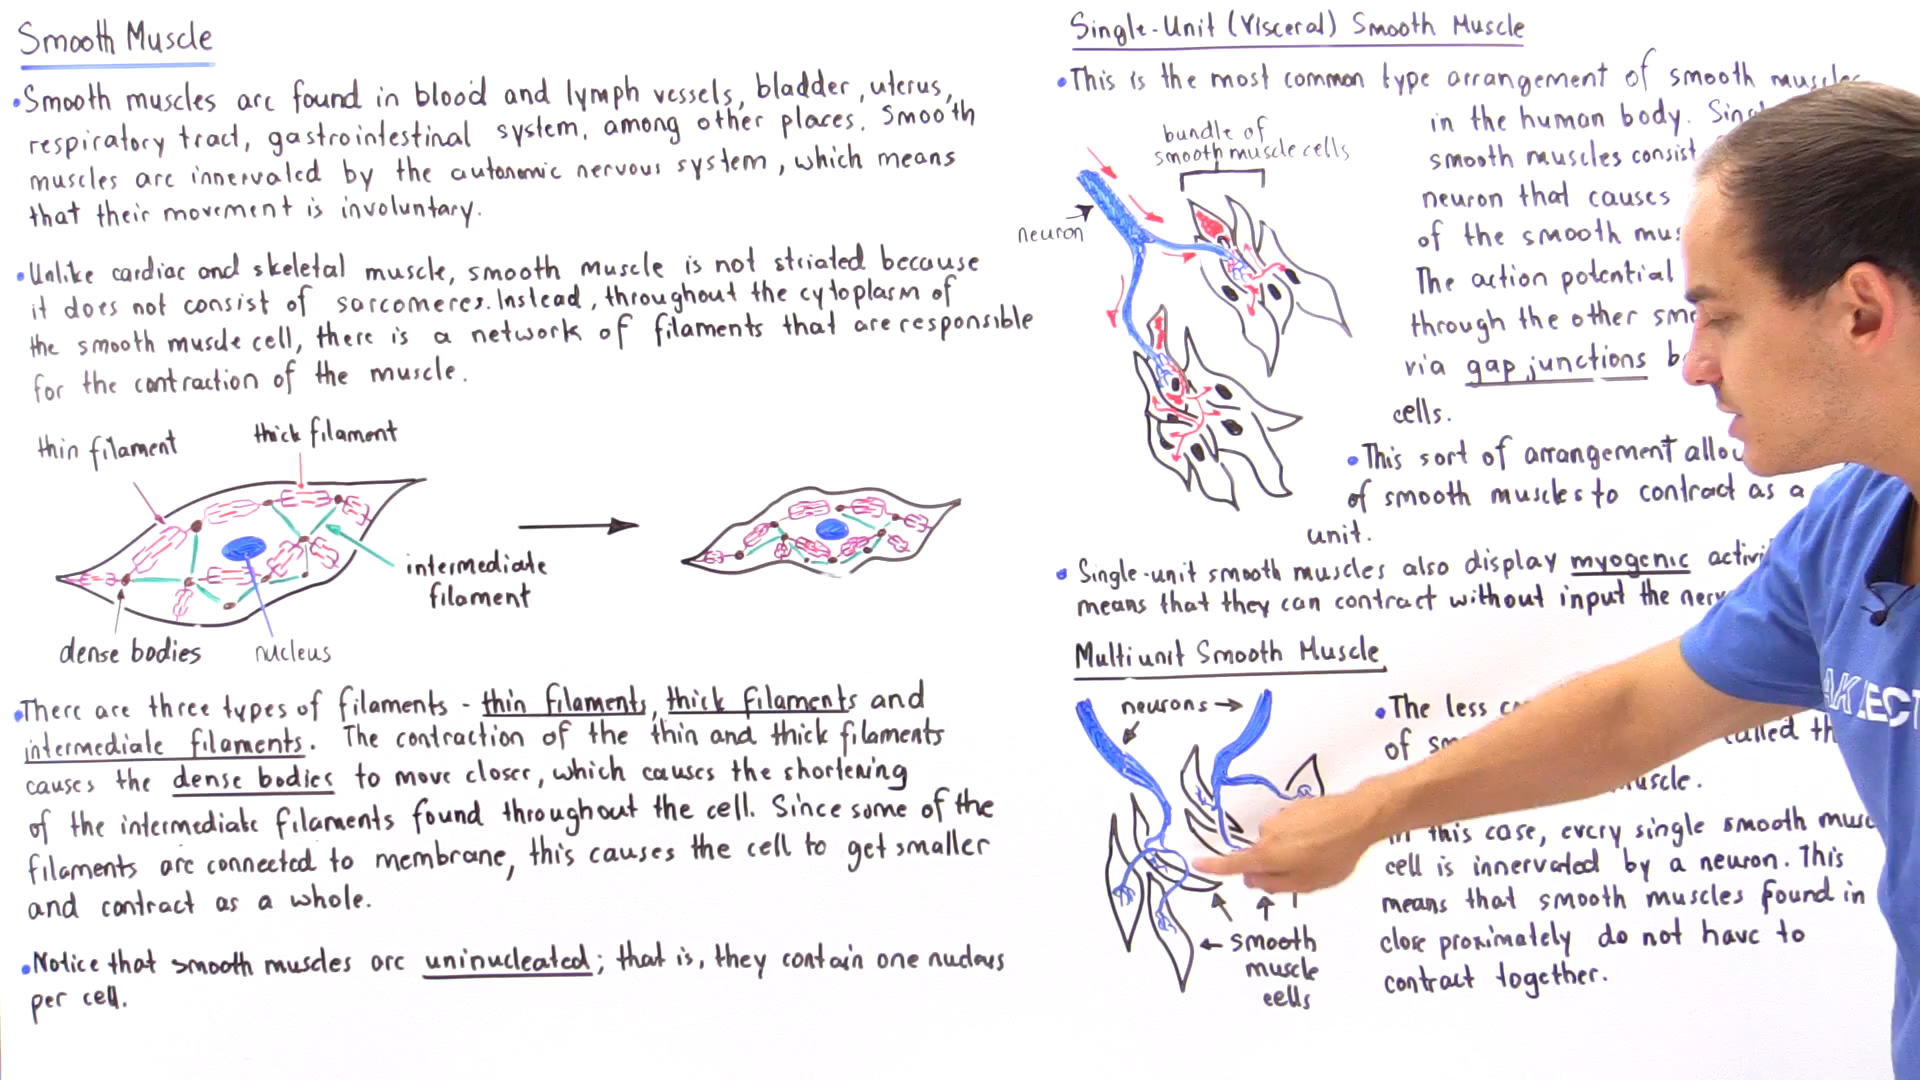 Smooth Muscle
•Smooth muscles are found in blood and lymph vessels, bladder, uterus,
respiratory tract, gastrointestinal system, among other places. Smooth
muscles are innervated by the autonomic nervous system, which means
that their movement is involuntary.
•Unlike cardiac and skeletal muscle, smooth muscle is not striated because
it does not consist of sarcomeres. Instead, throughout the cytoplasm of
the smooth muscle cell, there is a network of filaments that are responsible
for the contraction of the muscle.
thin filament
thick filament
intermediate
filament
dense bodies
nucleus
•There are three types of filaments - thin filaments, thick filaments and
intermediate filaments. The contraction of the thin and thick filaments
causes the dense bodies to move closer, which causes the shortening
of the intermediate filaments found throughout the cell. Since some of the
filaments are connected to membrane, this causes the cell to get smaller
and contract as a whole.
•Notice that smooth muscles are uninucleated; that is, they contain one nucleus
per cell.
Single-Unit (Visceral) Smooth Muscle
•This is the most common type arrangement of smooth muscles
in the human body.
smooth muscles consist
neuron that causes
of the smooth
The action potential
through the other
via gap junctions
cells.
bundle of
smooth muscle cells
neuron
•This sort of arrangement
of smooth muscles to contract as a
unit.
• Single-unit smooth muscles also display myogenic
means that they can contract without input the
Multiunit Smooth Muscle
neurons
smooth
muscle
cells
•The less
of
called
muscle.
In this case, every single smooth
cell is innervated by a neuron. This
means that smooth muscles found in
close proximately do not have to
contract together.